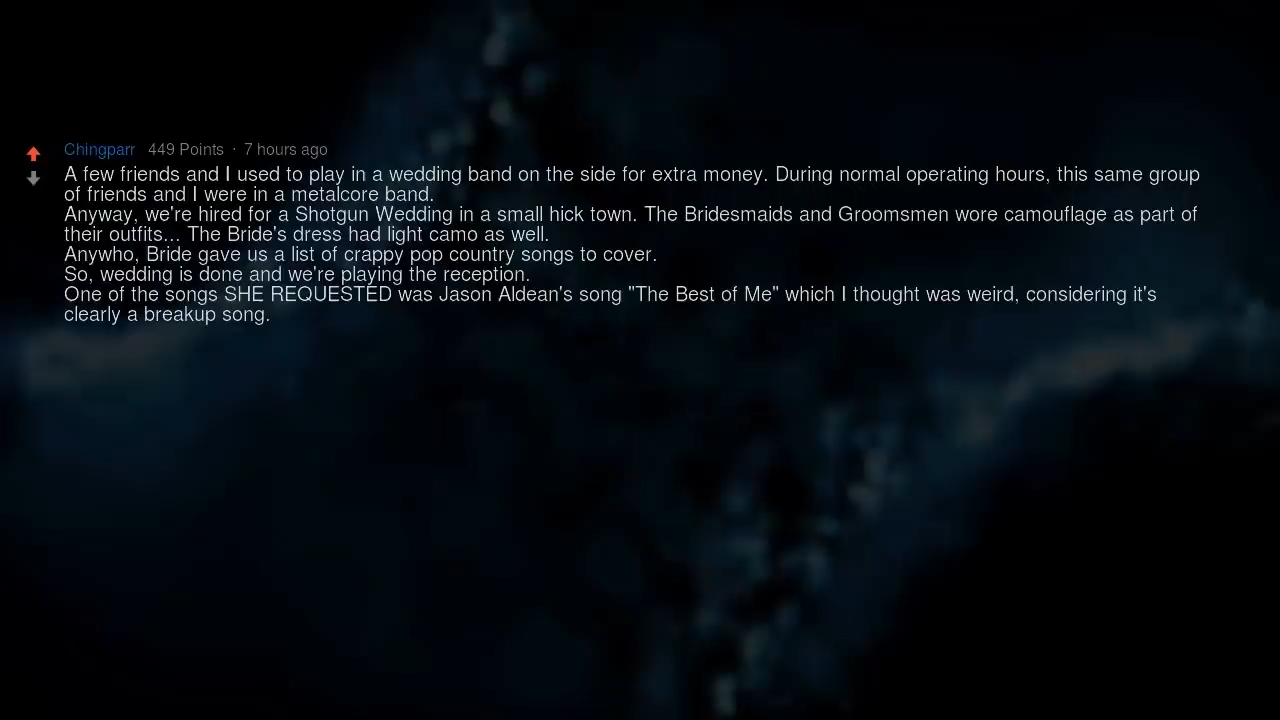 Chingparr 449 Points · 7 hours ago
A few friends and I used to play in a wedding band on the side for extra money. During normal operating hours, this same group
of friends and I were in a metalcore band.
Anyway, we're hired for a Shotgun Wedding in a small hick town. The Bridesmaids and Groomsmen wore camouflage as part of
their outfits... The Bride's dress had light camo as well.
Anywho, Bride gave us a list of crappy pop country songs to cover.
So, wedding is done and we're playing the reception.
One of the songs SHE REQUESTED was Jason Aldean's song "The Best of Me" which I thought was weird, considering it's
clearly a breakup song.